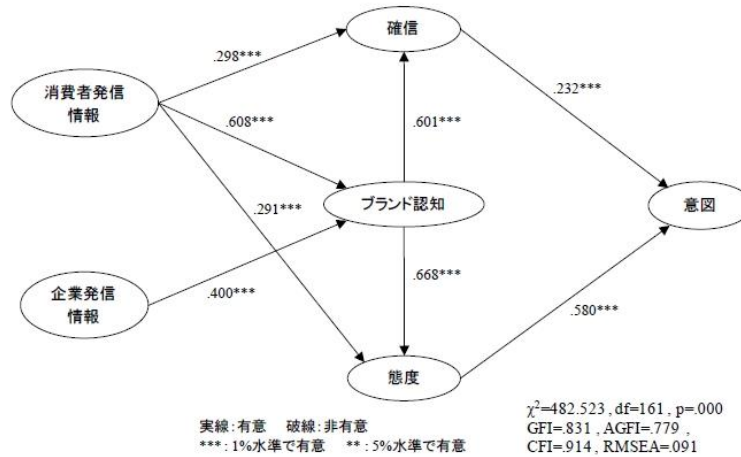 確信
.298***
.232***
消費者発信
情報
.608***
.601***
ブランド認知
意図
.291***
.668***
企業発信
情報
.400***
.580***
態度
実線:有意 破線:非有意
***:1%水準で有意 **:5%水準で有意
χ²=482.523 , df=161 , p=.000
GFI=.831 , AGFI=.779 ,
CFI=.914 , RMSEA=.091